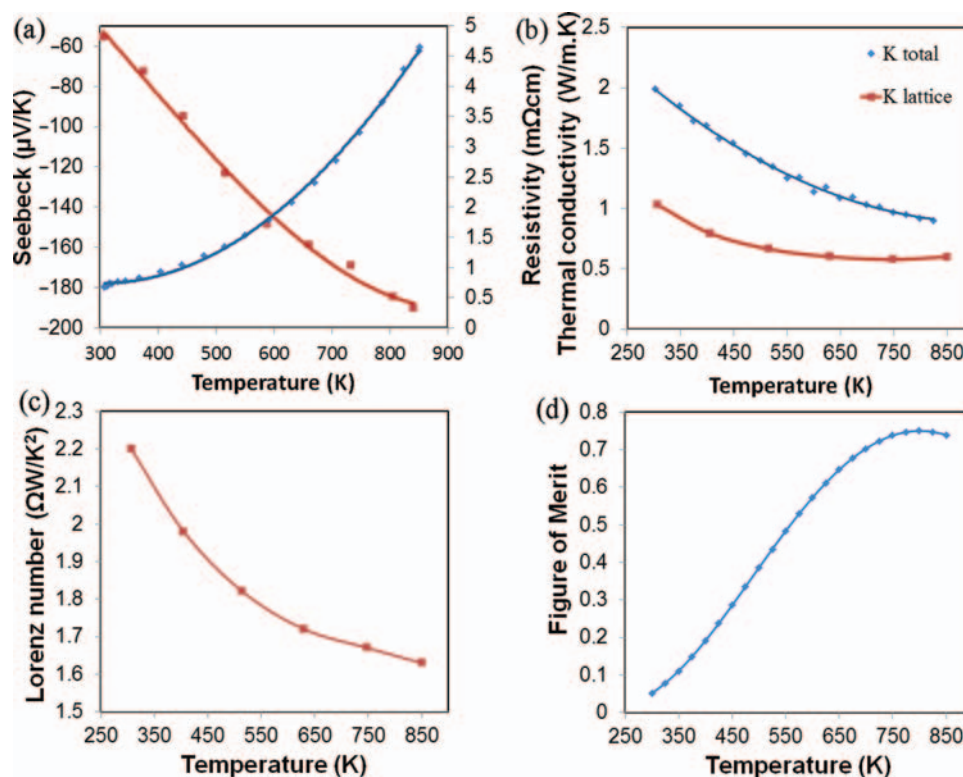 (a)
Seebeck (µV/K)
−60
−80
−100
−120
−140
−160
−180
−200
300 400 500 600 700 800 900
Temperature (K)
5
4.5
4
3.5
3
2.5
2
1.5
1
0.5
0
Resistivity (mΩcm)
(b)
Thermal conductivity (W/m.K)
2.5
2
1.5
1
0.5
0
K total
K lattice
250 350 450 550 650 750 850
Temperature (K)
(c)
Lorenz number (ΩW/K²)
2.3
2.2
2.1
2
1.9
1.8
1.7
1.6
1.5
250 350 450 550 650 750 850
Temperature (K)
(d)
Figure of Merit
0.8
0.7
0.6
0.5
0.4
0.3
0.2
0.1
0
250 350 450 550 650 750 850
Temperature (K)